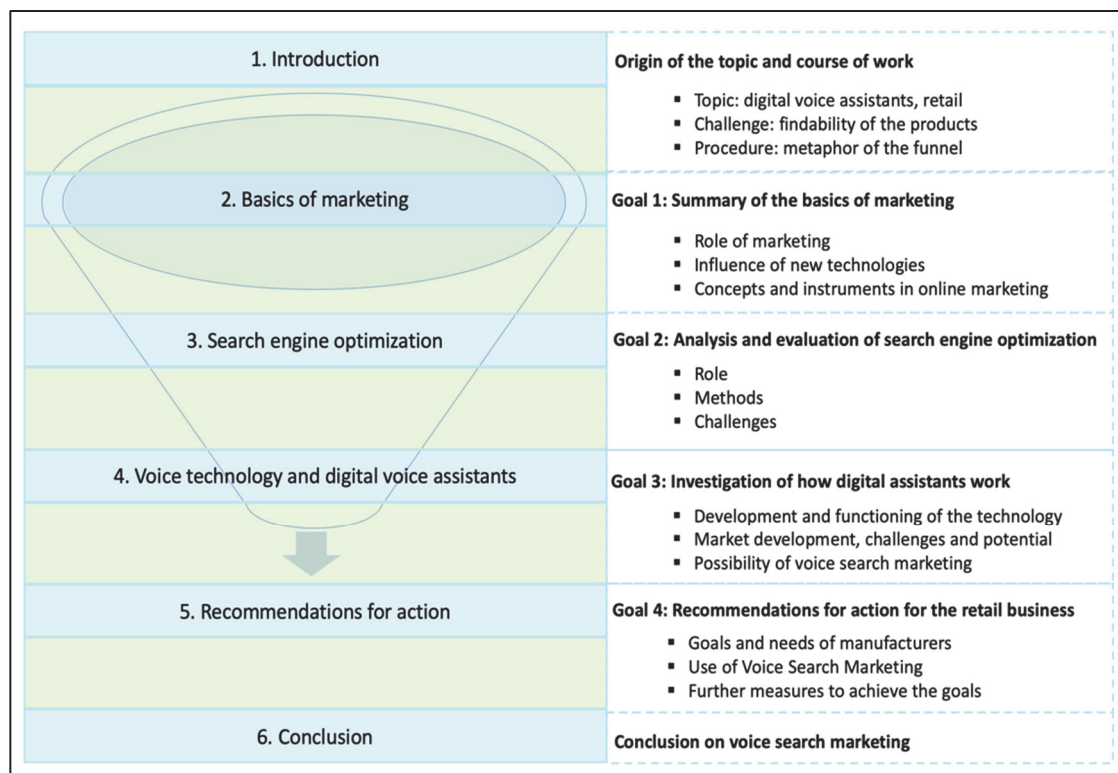 1. Introduction
Origin of the topic and course of work
▪ Topic: digital voice assistants, retail
▪ Challenge: findability of the products
▪ Procedure: metaphor of the funnel
2. Basics of marketing
Goal 1: Summary of the basics of marketing
▪ Role of marketing
▪ Influence of new technologies
▪ Concepts and instruments in online marketing
3. Search engine optimization
Goal 2: Analysis and evaluation of search engine optimization
▪ Role
▪ Methods
▪ Challenges
4. Voice technology and digital voice assistants
Goal 3: Investigation of how digital assistants work
▪ Development and functioning of the technology
▪ Market development, challenges and potential
▪ Possibility of voice search marketing
5. Recommendations for action
Goal 4: Recommendations for action for the retail business
▪ Goals and needs of manufacturers
▪ Use of Voice Search Marketing
▪ Further measures to achieve the goals
6. Conclusion
Conclusion on voice search marketing